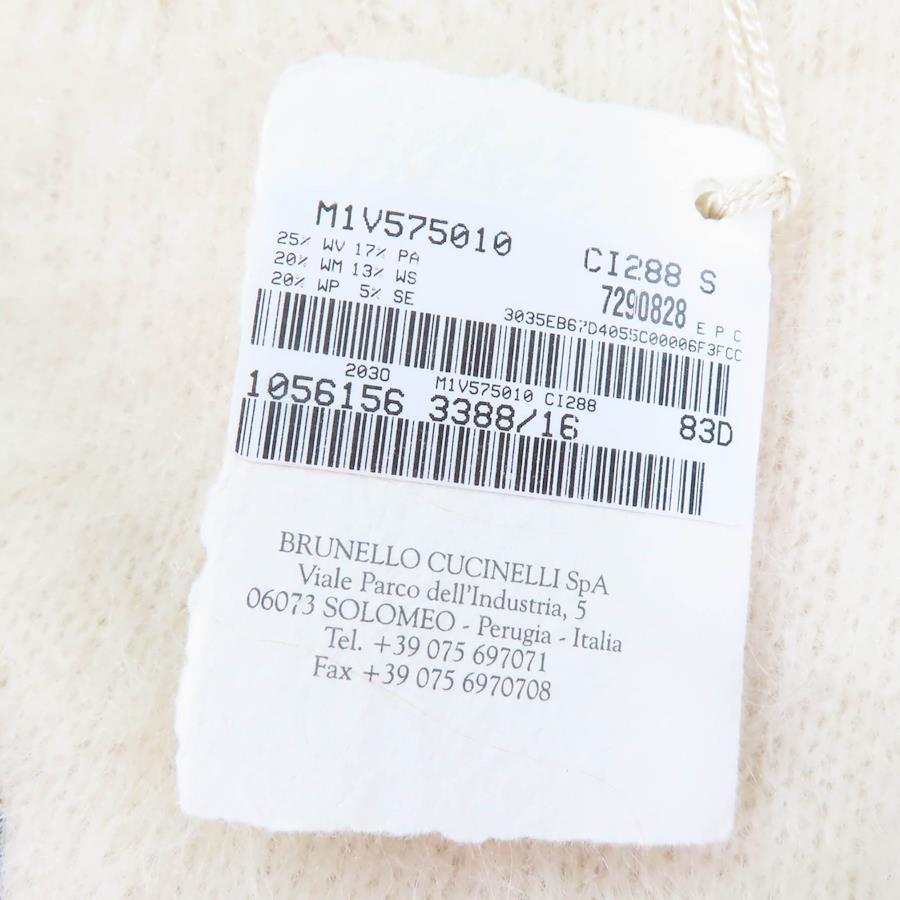 M1V575010
CI288 S
25% WV 17% PA
20% WM 13% WS
20% WP 5% SE
7290828
E P C
3035EB67D4055C00006F3FCC
2030
M1V575010 CI288
1056156 3388/16 83D
BRUNELLO CUCINELLI SpA
Viale Parco dell'Industria, 5
06073 SOLOMEO - Perugia - Italia
Tel. +39 075 697071
Fax +39 075 6970708